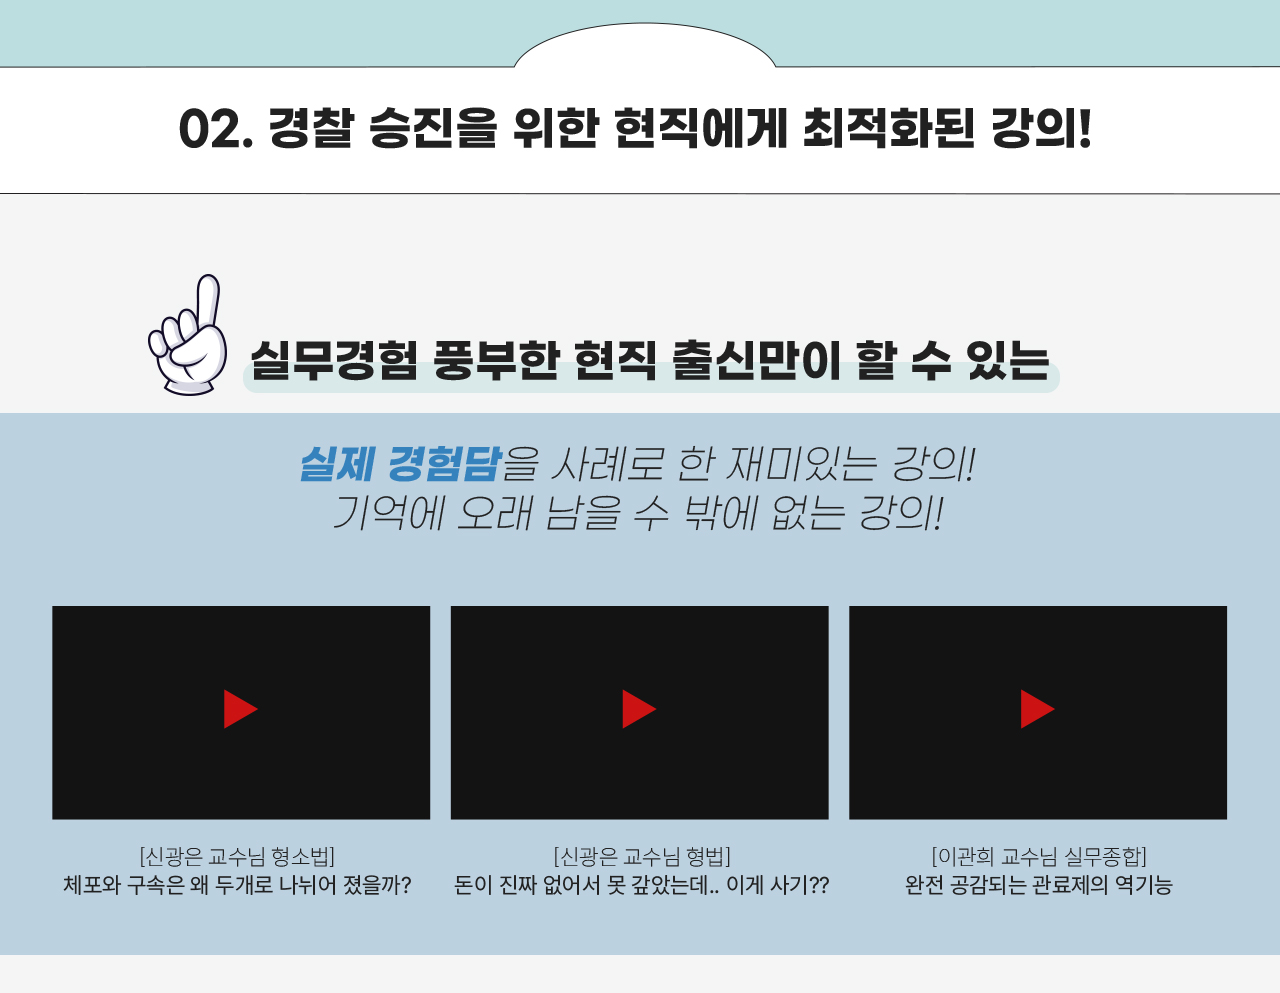 02. 경찰 승진을 위한 현직에게 최적화된 강의!
실무경험 풍부한 현직 출신만이 할 수 있는
실제 경험담을 사례로 한 재미있는 강의!
기억에 오래 남을 수 밖에 없는 강의!
[신광은 교수님 형소법]
체포와 구속은 왜 두개로 나뉘어 졌을까?
[신광은 교수님 형법]
돈이 진짜 없어서 못 갚았는데.. 이게 사기??
[이관희 교수님 실무종합]
완전 공감되는 관료제의 역기능